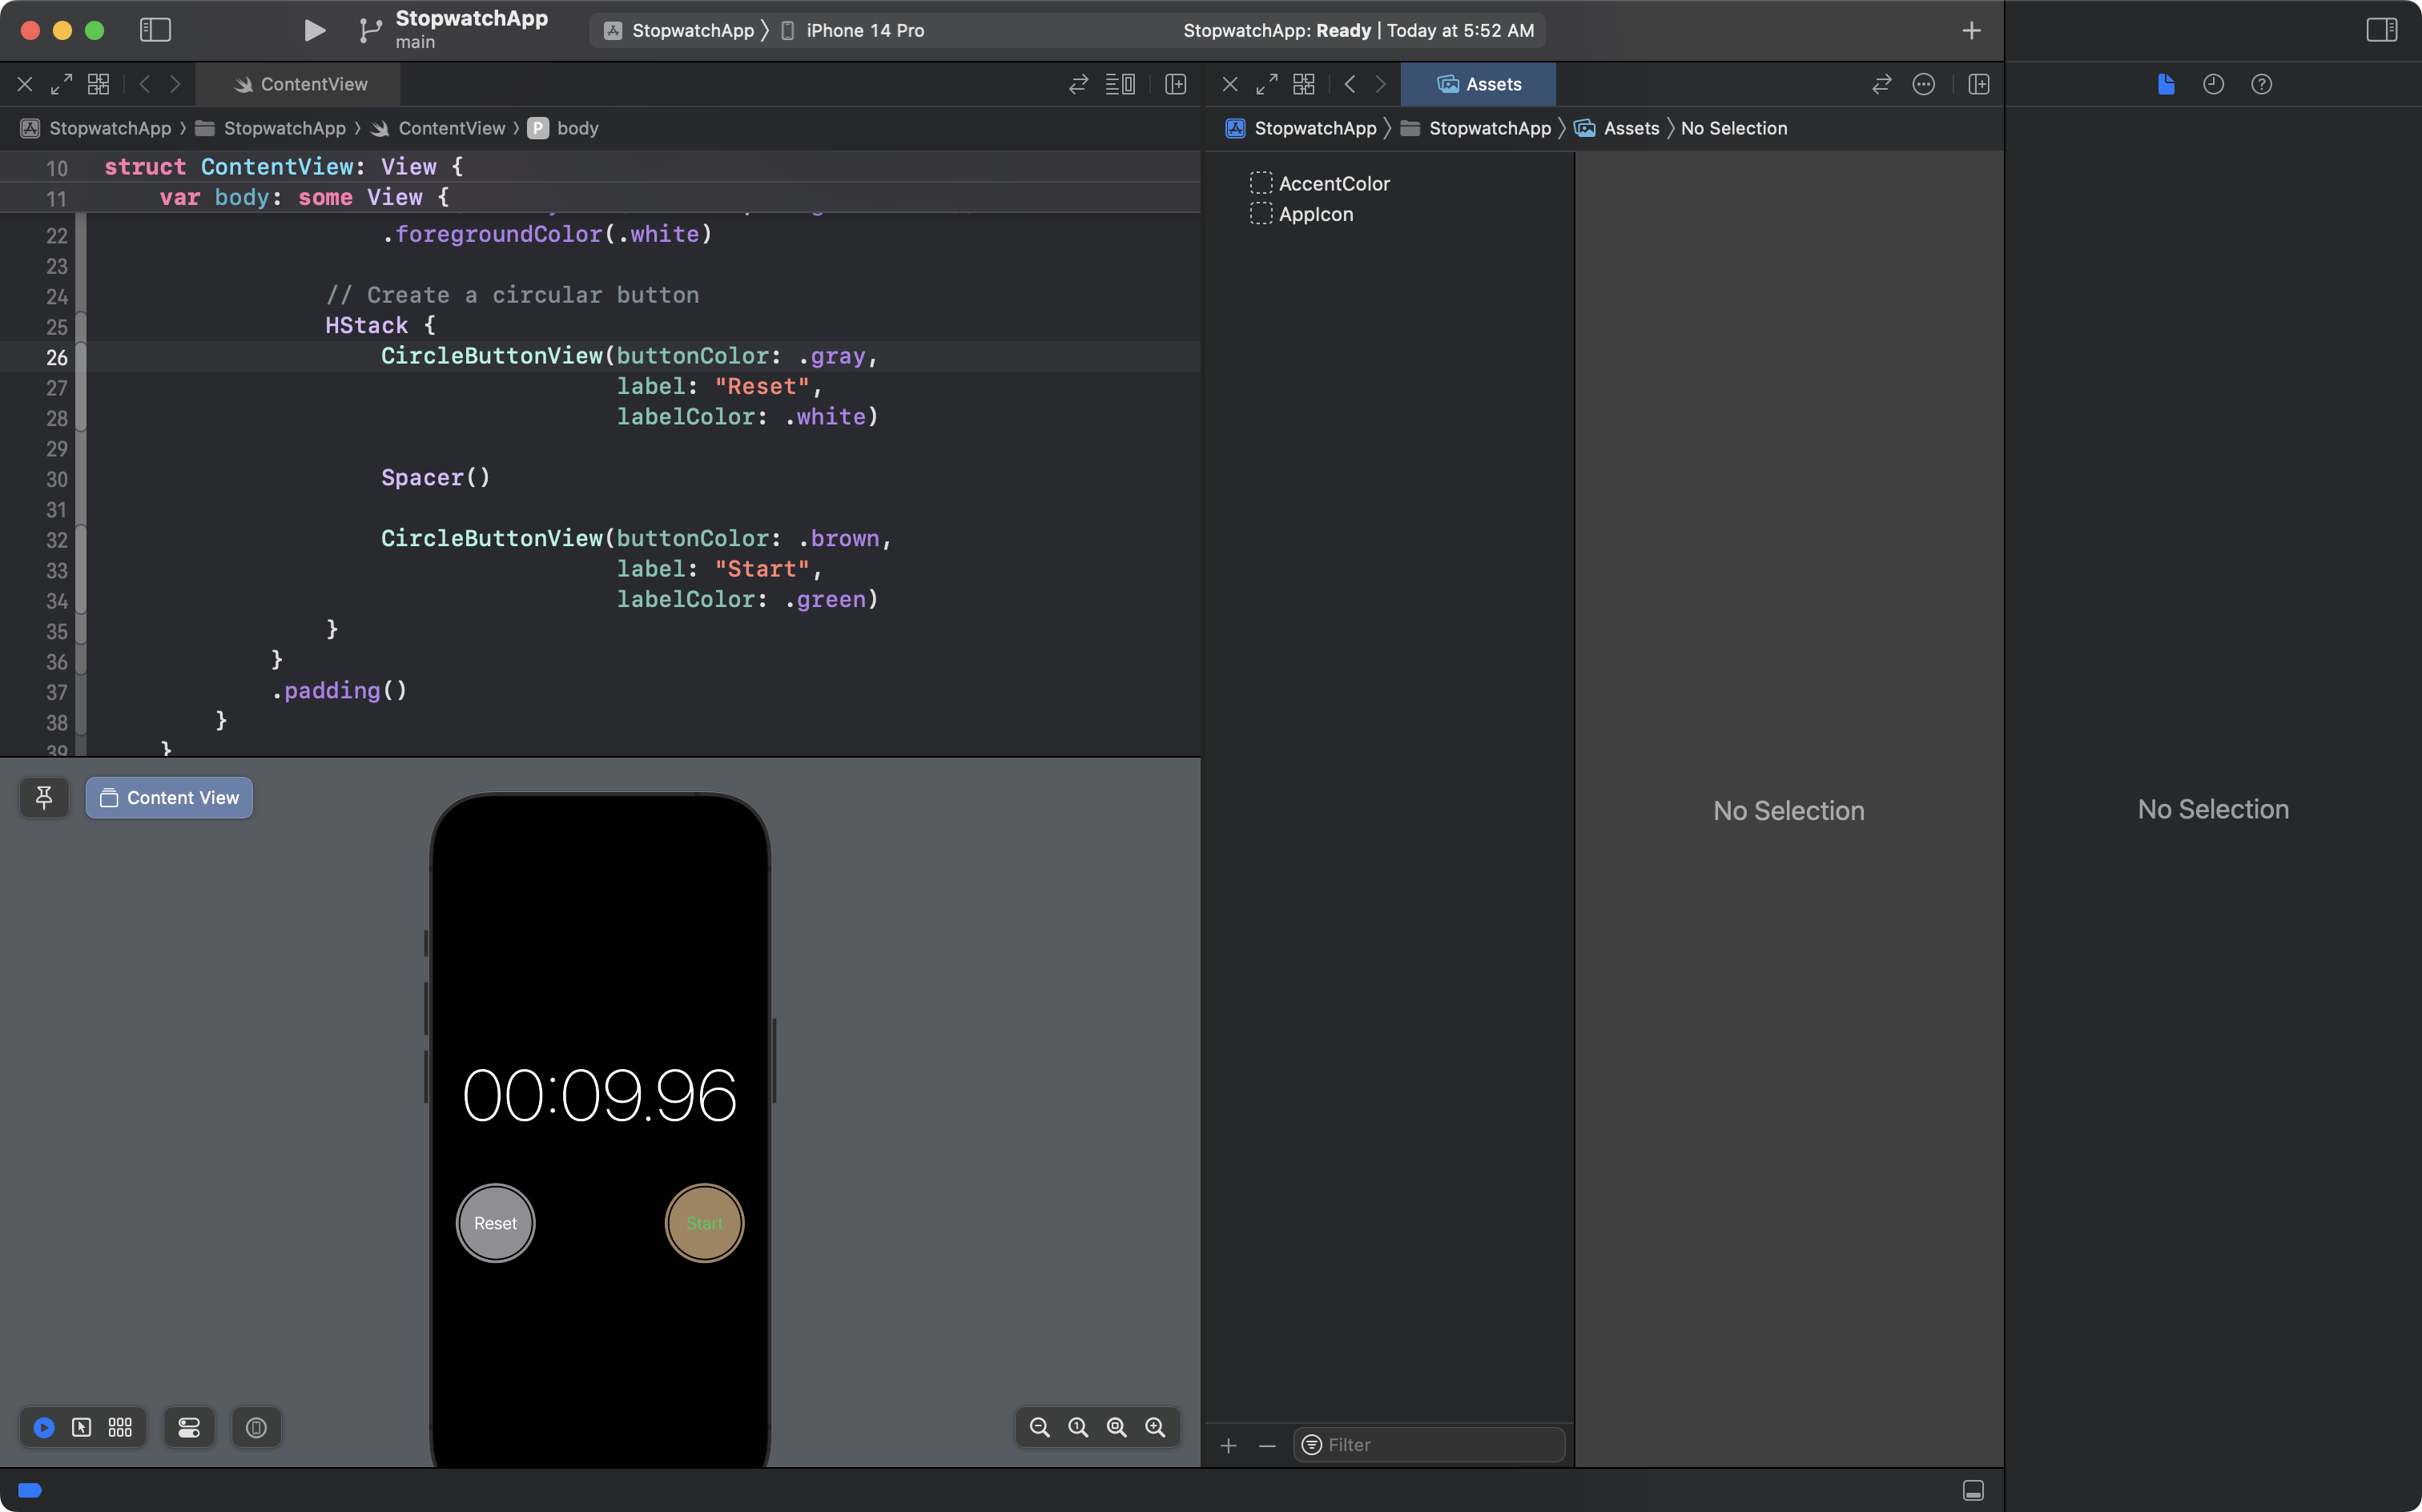 StopwatchApp
main
StopwatchApp 〉 iPhone 14 Pro
StopwatchApp: Ready | Today at 5:52 AM
ContentView
StopwatchApp 〉 StopwatchApp 〉 ContentView 〉 P body
10 struct ContentView: View {
11 var body: some View {
22 .foregroundColor(.white)
23
24 // Create a circular button
25 HStack {
26 CircleButtonView(buttonColor: .gray,
27 label: "Reset",
28 labelColor: .white)
29
30 Spacer()
31
32 CircleButtonView(buttonColor: .brown,
33 label: "Start",
34 labelColor: .green)
35 }
36 }
37 .padding()
38 }
39 }
Content View
00:09.96
Reset
Start
Assets
StopwatchApp 〉 StopwatchApp 〉 Assets 〉 No Selection
AccentColor
AppIcon
No Selection
Filter
No Selection